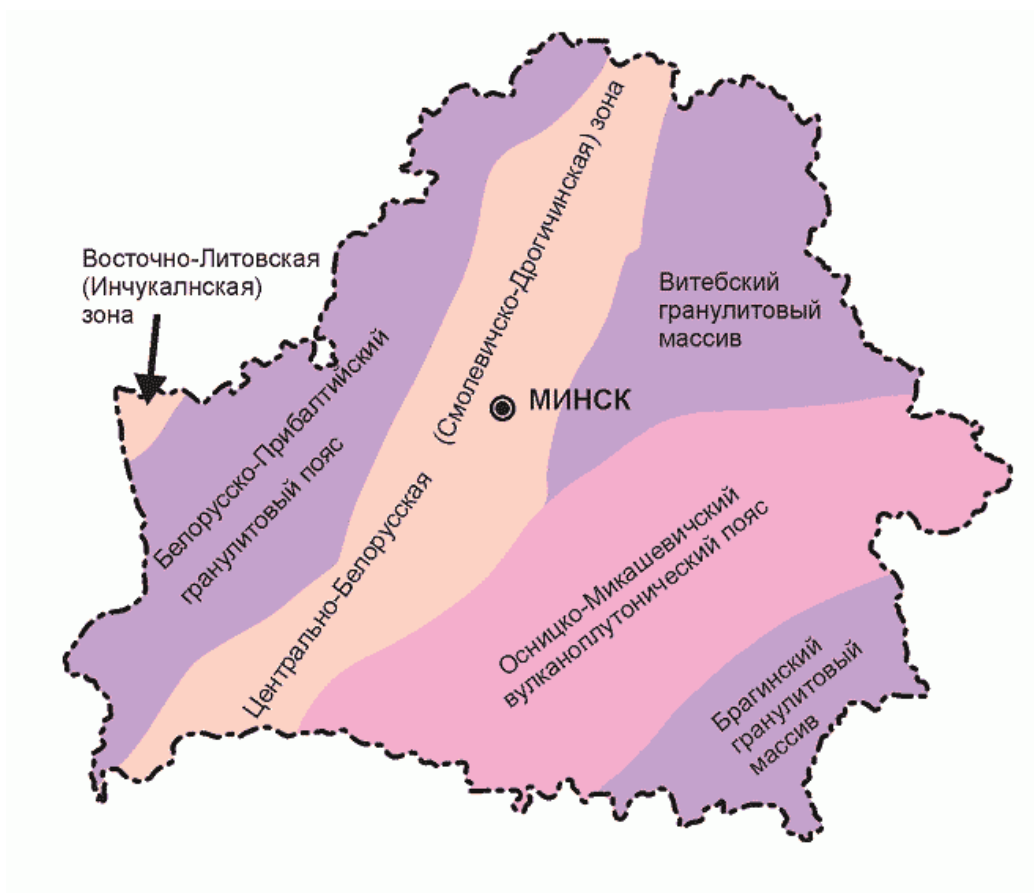 Восточно-Литовская
(Инчукалнская)
зона
Белорусско-Прибалтийский
гранулитовый пояс
Центрально-Белорусская (Смолевичско-Дрогичинская) зона
Витебский
гранулитовый
массив
МИНСК
Осницко-Микашевичский
вулканоплутонический пояс
Брагинский
гранулитовый
массив